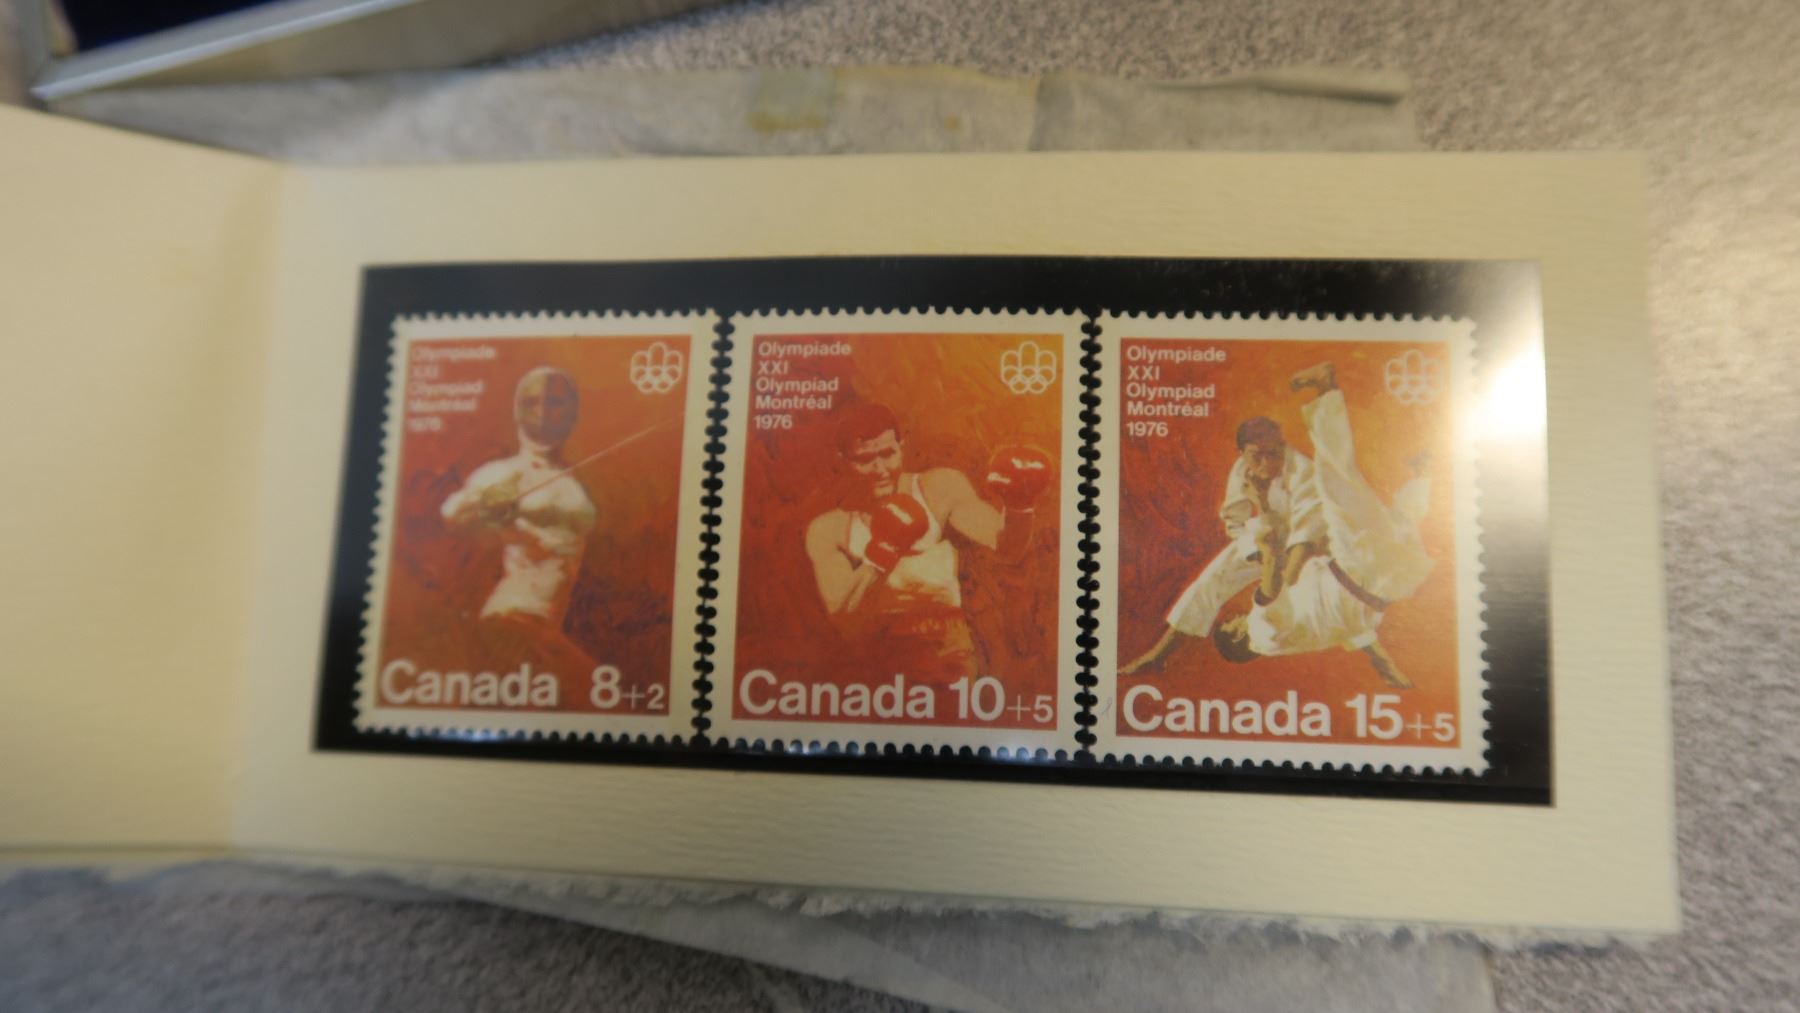 Olympiade
XXI
Olympiad
Montréal
1976
Canada 8+2
Olympiade
XXI
Olympiad
Montréal
1976
Canada 10+5
Olympiade
XXI
Olympiad
Montréal
1976
Canada 15+5